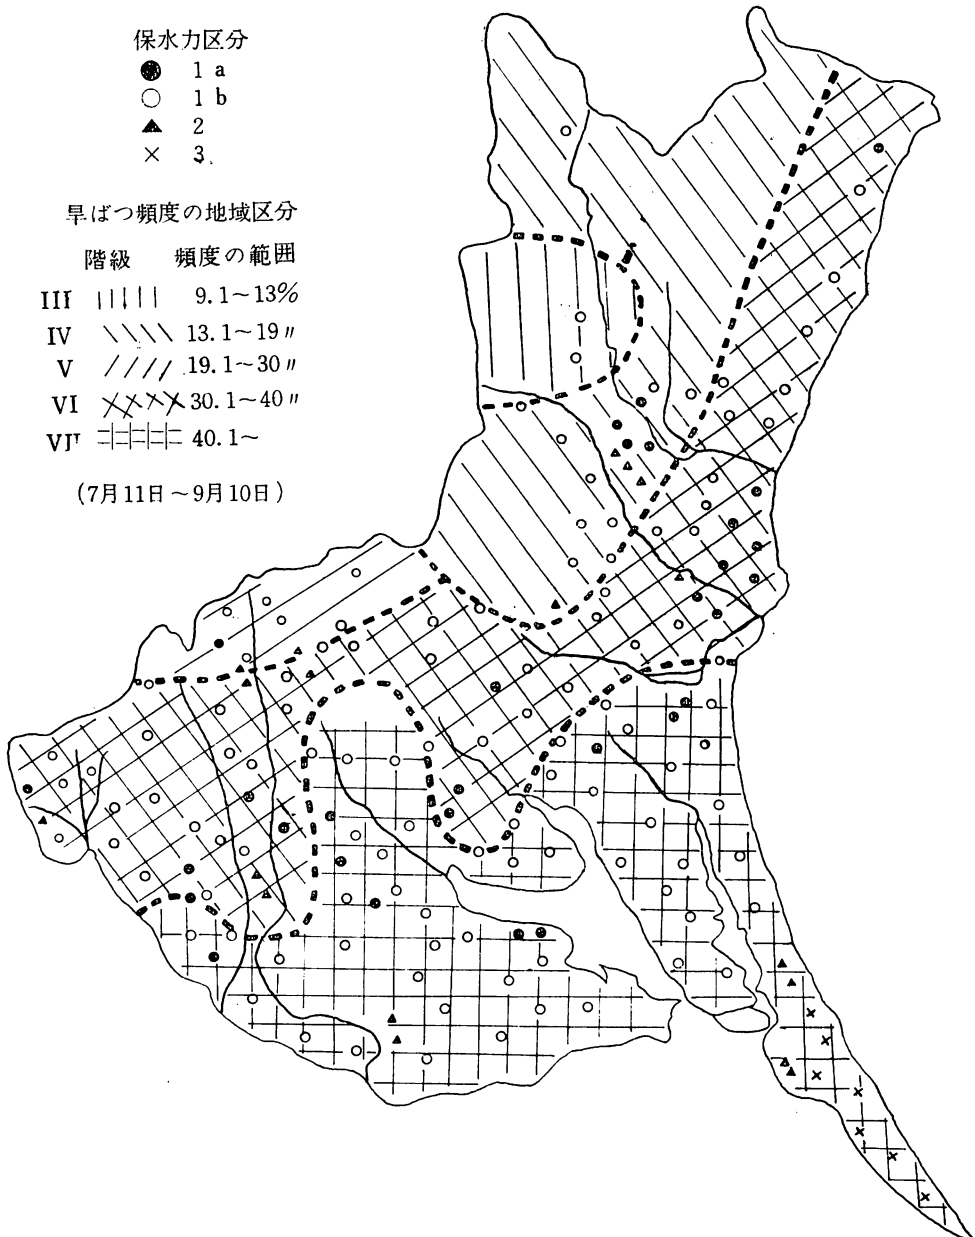 保水力区分
● 1a
○ 1b
▲ 2
× 3
旱ばつ頻度の地域区分
階級 頻度の範囲
III 9.1~13%
IV 13.1~19〃
V 19.1~30〃
VI 30.1~40〃
VII 40.1~
(7月11日~9月10日)